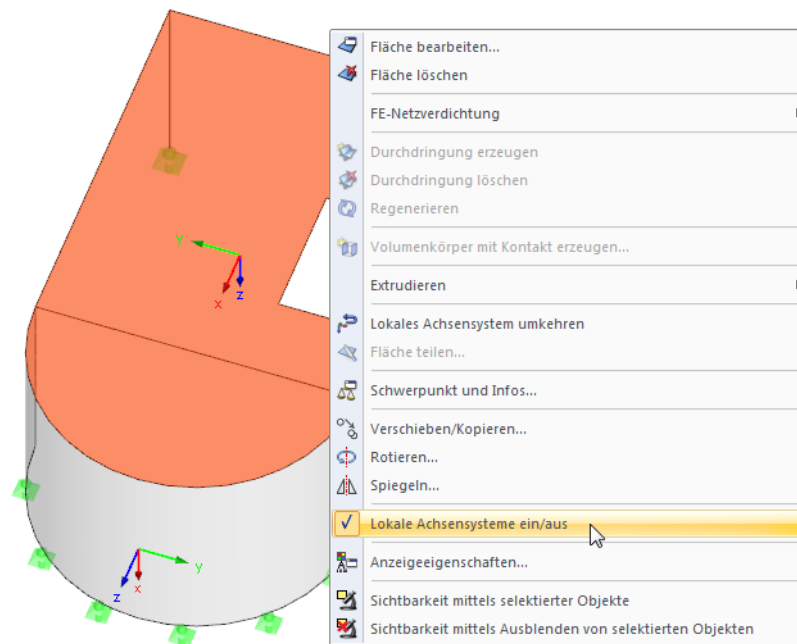 Fläche bearbeiten...
Fläche löschen
FE-Netzverdichtung
Durchdringung erzeugen
Durchdringung löschen
Regenerieren
Volumenkörper mit Kontakt erzeugen...
Extrudieren
Lokales Achsensystem umkehren
Fläche teilen...
Schwerpunkt und Infos...
Verschieben/Kopieren...
Rotieren...
Spiegeln...
Lokale Achsensysteme ein/aus
Anzeigeeigenschaften...
Sichtbarkeit mittels selektierter Objekte
Sichtbarkeit mittels Ausblenden von selektierten Objekten
y
x
z
y
x
z